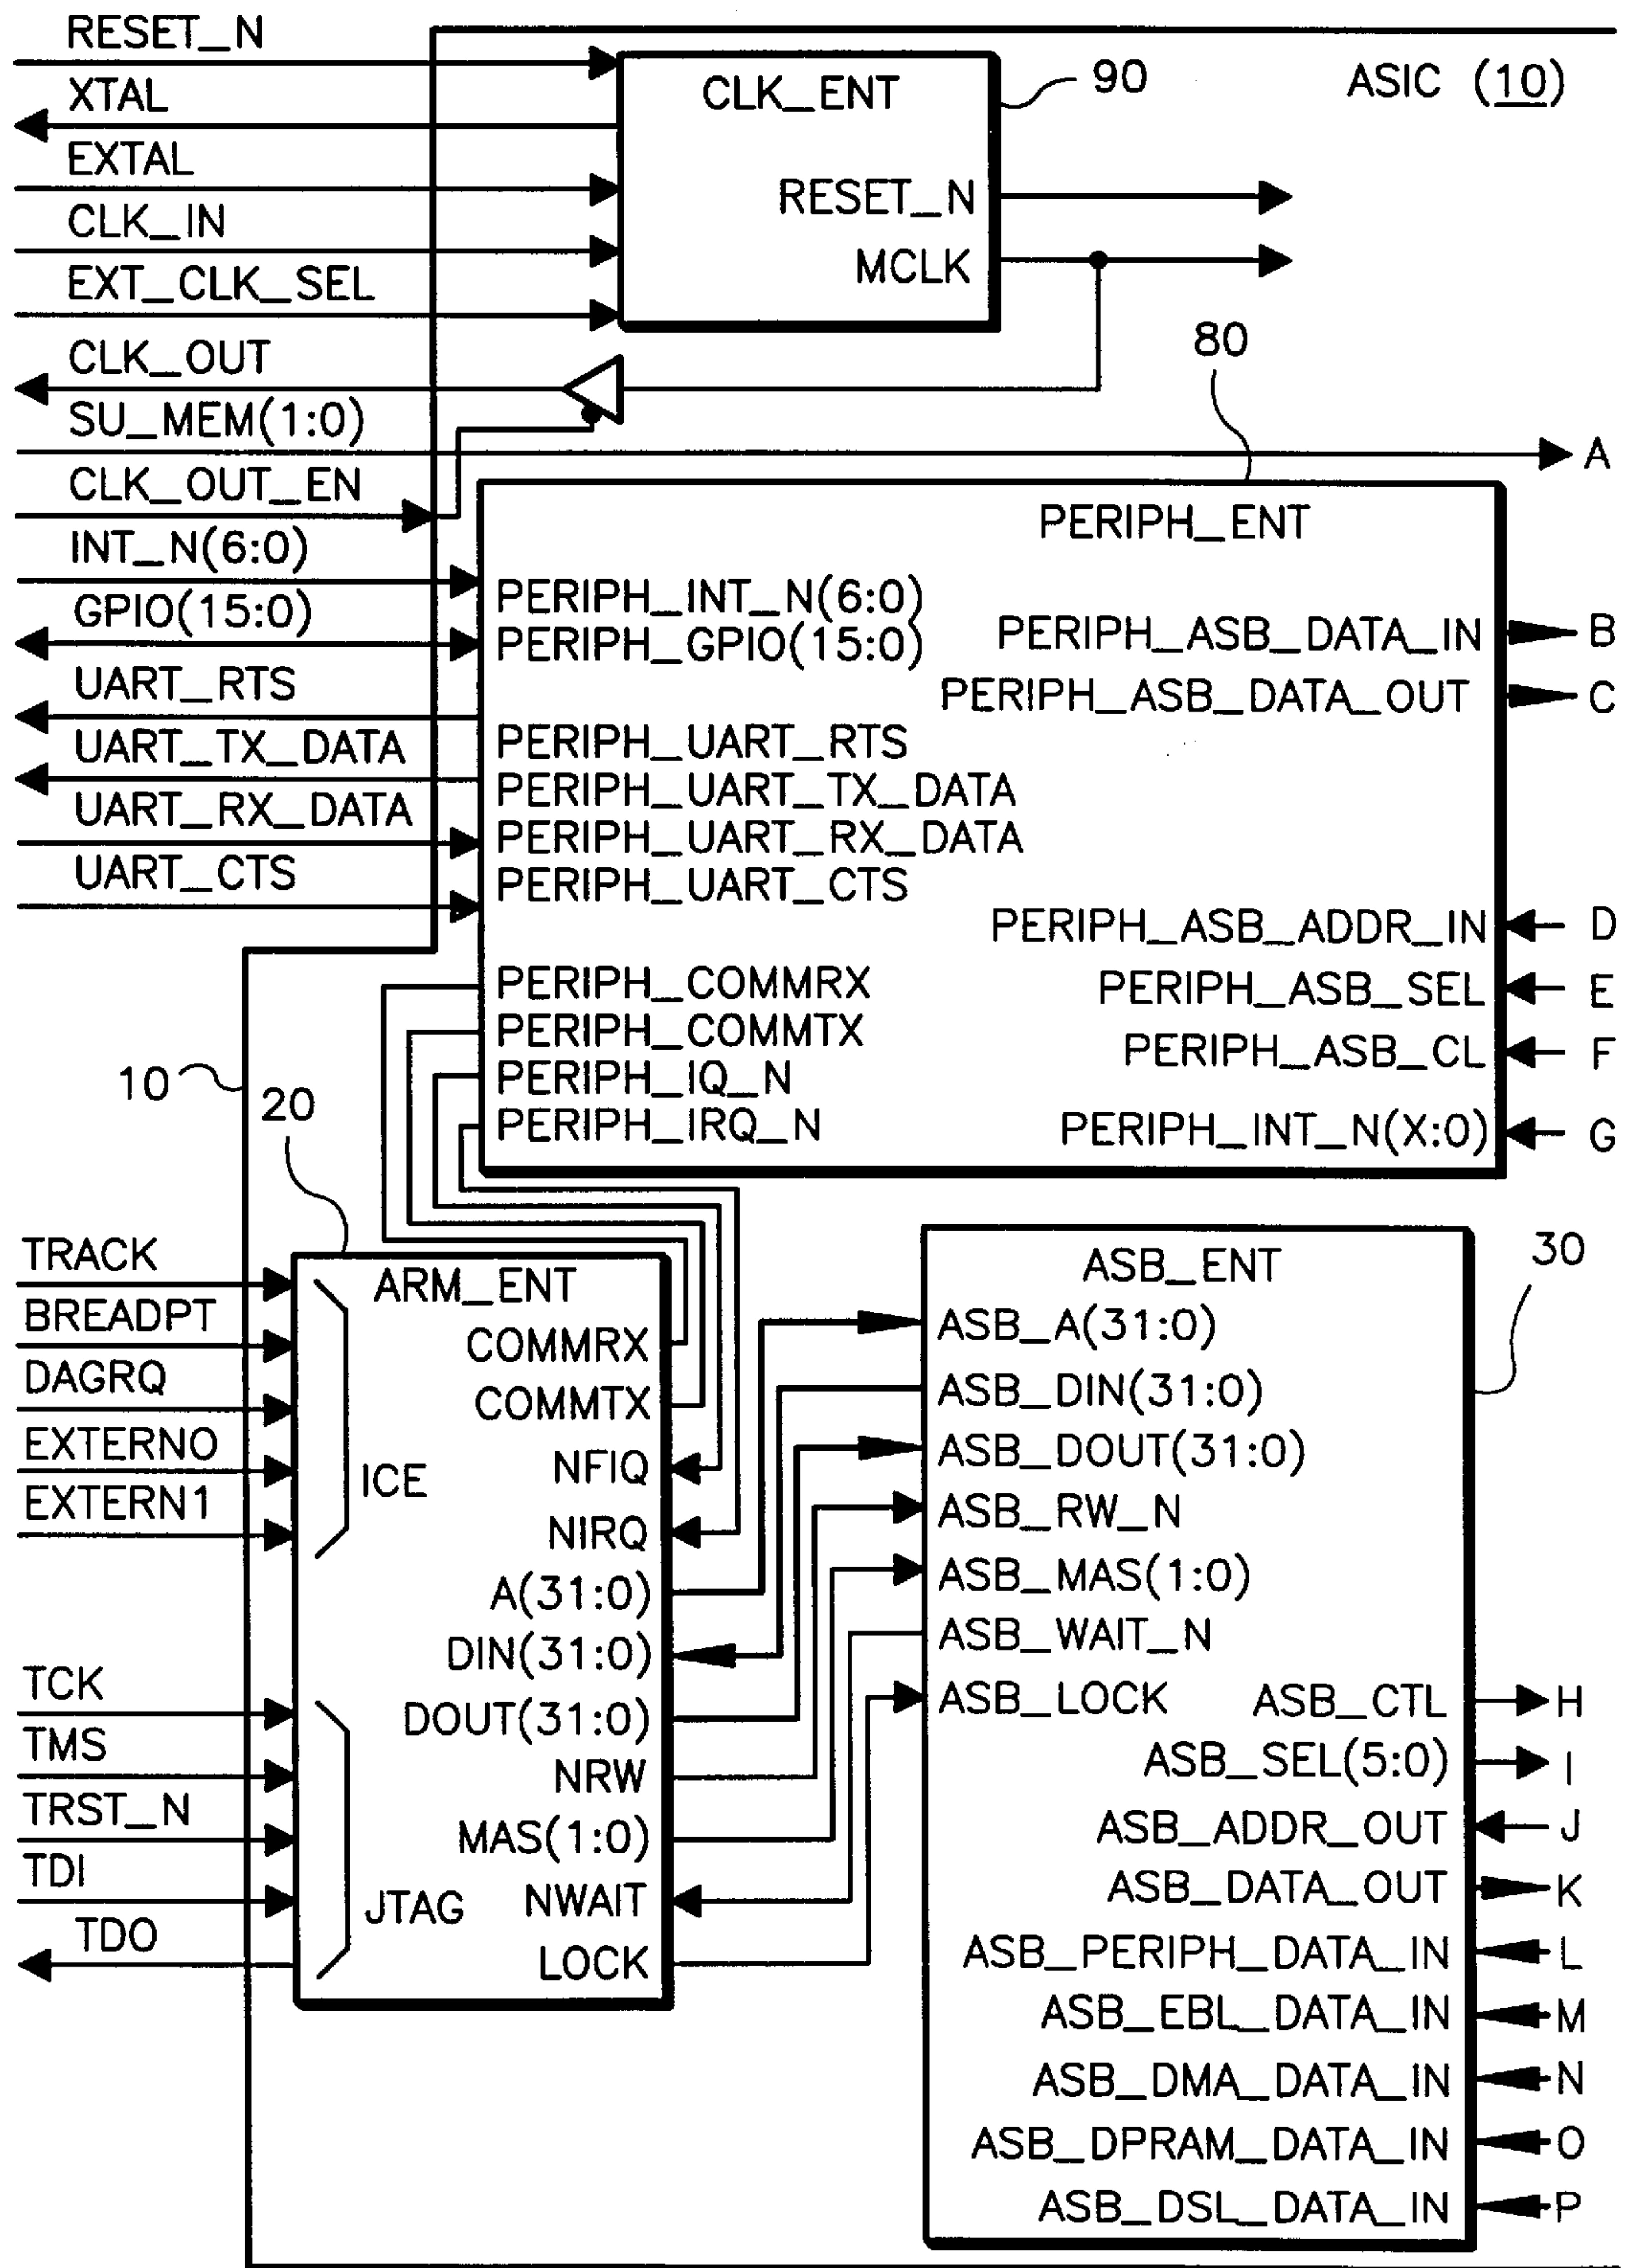 RESET_N
XTAL
EXTAL
CLK_IN
EXT_CLK_SEL
CLK_OUT
SU_MEM(1:0)
CLK_OUT_EN
INT_N(6:0)
GPIO(15:0)
UART_RTS
UART_TX_DATA
UART_RX_DATA
UART_CTS
CLK_ENT
RESET_N
MCLK
90
ASIC (10)
80
A
PERIPH_ENT
PERIPH_INT_N(6:0)
PERIPH_GPIO(15:0)
PERIPH_UART_RTS
PERIPH_UART_TX_DATA
PERIPH_UART_RX_DATA
PERIPH_UART_CTS
PERIPH_COMMRX
PERIPH_COMMTX
PERIPH_IQ_N
PERIPH_IRQ_N
PERIPH_ASB_DATA_IN
B
PERIPH_ASB_DATA_OUT
C
PERIPH_ASB_ADDR_IN
D
PERIPH_ASB_SEL
E
PERIPH_ASB_CL
F
PERIPH_INT_N(X:0)
G
10
20
TRACK
BREADPT
DAGRQ
EXTERNO
EXTERN1
TCK
TMS
TRST_N
TDI
TDO
ARM_ENT
ICE
JTAG
COMMRX
COMMTX
NFIQ
NIRQ
A(31:0)
DIN(31:0)
DOUT(31:0)
NRW
MAS(1:0)
NWAIT
LOCK
30
ASB_ENT
ASB_A(31:0)
ASB_DIN(31:0)
ASB_DOUT(31:0)
ASB_RW_N
ASB_MAS(1:0)
ASB_WAIT_N
ASB_LOCK
ASB_CTL
H
ASB_SEL(5:0)
I
ASB_ADDR_OUT
J
ASB_DATA_OUT
K
ASB_PERIPH_DATA_IN
L
ASB_EBL_DATA_IN
M
ASB_DMA_DATA_IN
N
ASB_DPRAM_DATA_IN
O
ASB_DSL_DATA_IN
P